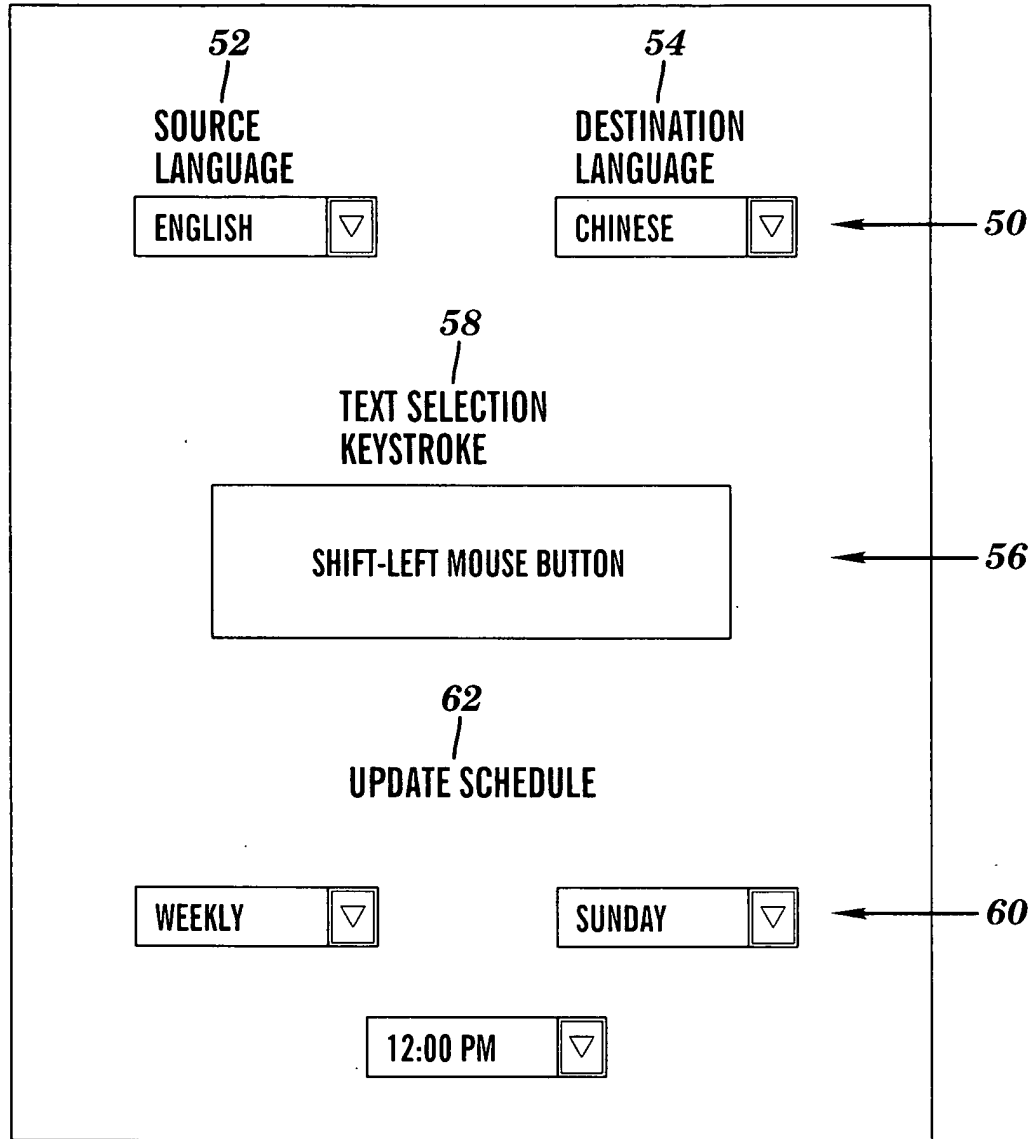 52 54
SOURCE LANGUAGE DESTINATION LANGUAGE
ENGLISH CHINESE 50
58
TEXT SELECTION
KEYSTROKE
SHIFT-LEFT MOUSE BUTTON 56
62
UPDATE SCHEDULE
WEEKLY SUNDAY 60
12:00 PM